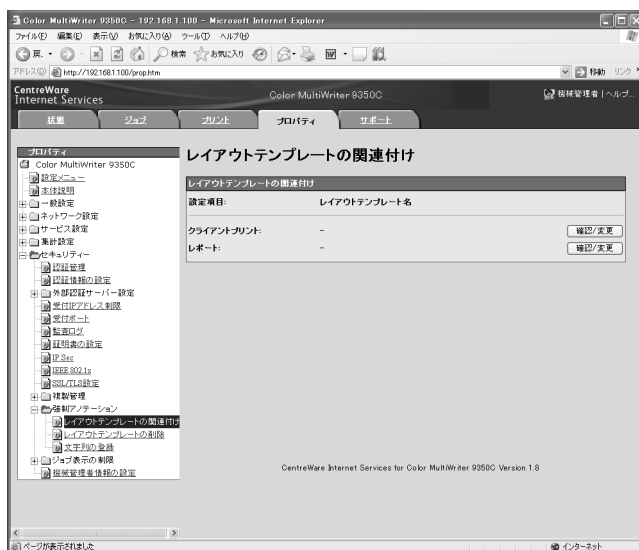 Color MultiWriter 9350C - 192.168.1.100 - Microsoft Internet Explorer
ファイル(F) 編集(E) 表示(V) お気に入り(A) ツール(T) ヘルプ(H)
戻る 検索 お気に入り
アドレス(D) http://192.168.1.100/prop.htm 移動 リンク
CentreWare
Internet Services
Color MultiWriter 9350C
機械管理者 | ヘルプ...
状態 ジョブ プリント プロパティ サポート
プロパティ
Color MultiWriter 9350C
設定メニュー
本体説明
一般設定
ネットワーク設定
サービス設定
集計設定
セキュリティー
認証管理
認証情報の設定
外部認証サーバー設定
受付IPアドレス制限
受付ポート
監査ログ
証明書の設定
IP Sec
IEEE 802.1x
SSL/TLS設定
複製管理
強制アノテーション
レイアウトテンプレートの関連付け
レイアウトテンプレートの削除
文字列の登録
ジョブ表示の制限
機械管理者情報の設定
レイアウトテンプレートの関連付け
レイアウトテンプレートの関連付け
設定項目: レイアウトテンプレート名
クライアントプリント: - 確認/変更
レポート: - 確認/変更
CentreWare Internet Services for Color MultiWriter 9350C Version 1.8
ページが表示されました インターネット